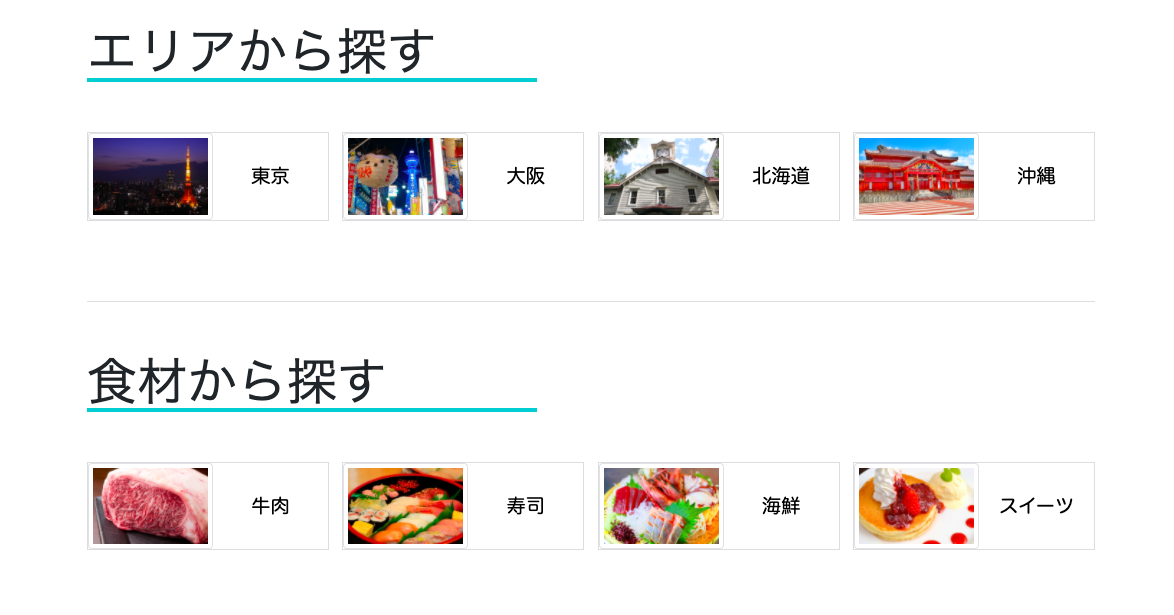 エリアから探す
東京
大阪
北海道
沖縄
食材から探す
牛肉
寿司
海鮮
スイーツ